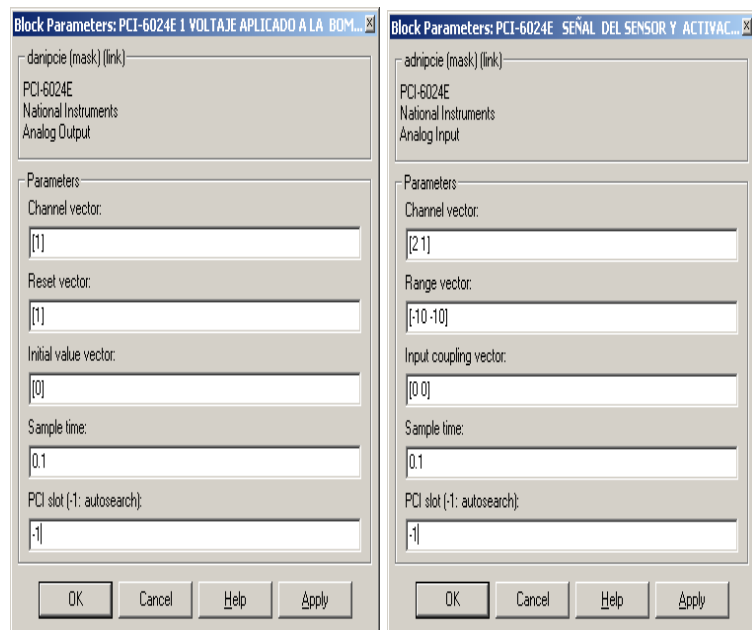 Block Parameters: PCI-6024E 1 VOLTAJE APLICADO A LA BOM...
danipcie (mask) (link)
PCI-6024E
National Instruments
Analog Output
Parameters
Channel vector:
[1]
Reset vector:
[1]
Initial value vector:
[0]
Sample time:
0.1
PCI slot (-1: autosearch):
-1
OK Cancel Help Apply
Block Parameters: PCI-6024E SEÑAL DEL SENSOR Y ACTIVAC...
adnipcie (mask) (link)
PCI-6024E
National Instruments
Analog Input
Parameters
Channel vector:
[2 1]
Range vector:
[-10 -10]
Input coupling vector:
[0 0]
Sample time:
0.1
PCI slot (-1: autosearch):
-1
OK Cancel Help Apply